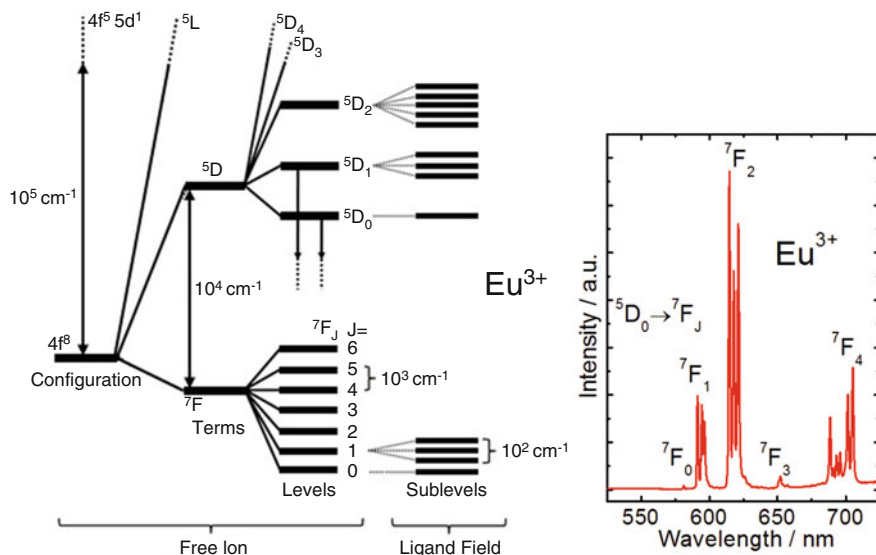 4f⁵ 5d¹
⁵L
⁵D₄
⁵D₃
⁵D₂
⁵D
⁵D₁
10⁵ cm⁻¹
⁵D₀
10⁴ cm⁻¹
Eu³⁺
⁷F_J J=
4f⁸
6
Configuration
5
10³ cm⁻¹
4
⁷F
3
Terms
2
1
10² cm⁻¹
0
Levels
Sublevels
Free Ion
Ligand Field
⁷F₂
Eu³⁺
⁵D₀→⁷F_J
⁷F₁
⁷F₄
⁷F₀
⁷F₃
Intensity / a.u.
550 600 650 700
Wavelength / nm